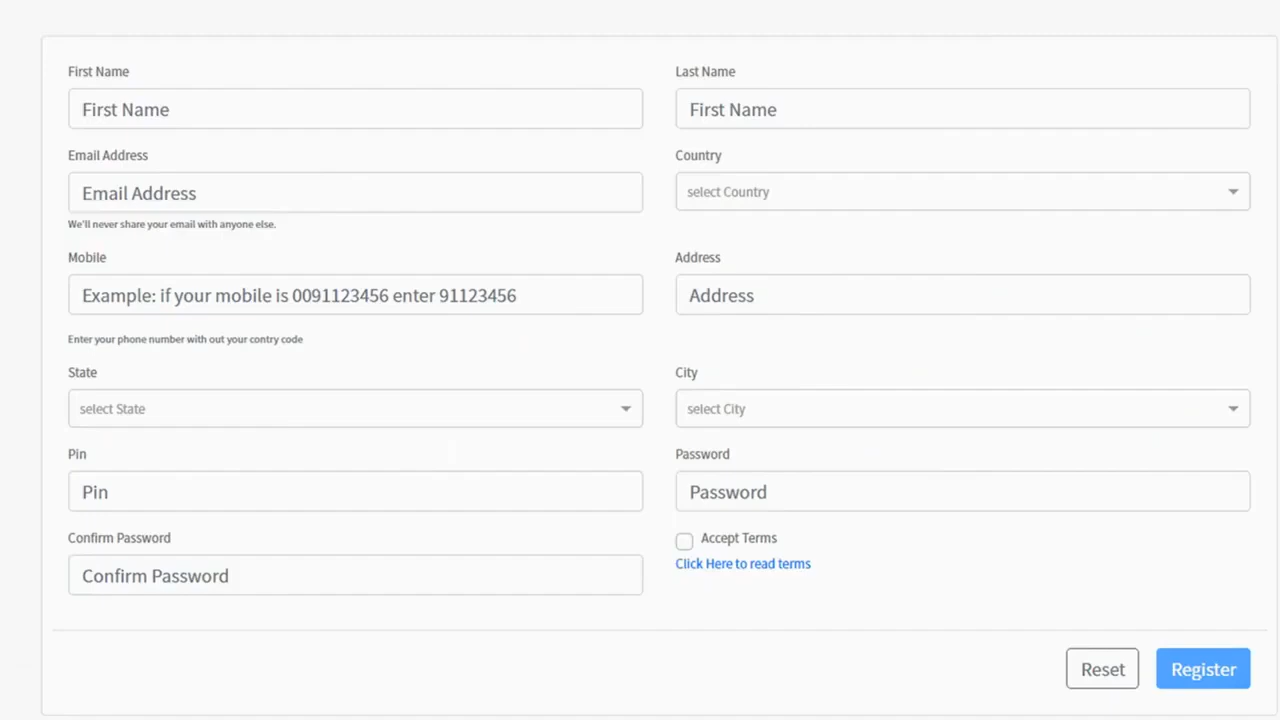 First Name
Last Name
First Name
First Name
Email Address
Country
Email Address
select Country
We'll never share your email with anyone else.
Mobile
Address
Example: if your mobile is 0091123456 enter 91123456
Address
Enter your phone number with out your contry code
State
City
select State
select City
Pin
Password
Pin
Password
Confirm Password
Accept Terms
Click Here to read terms
Confirm Password
Reset
Register